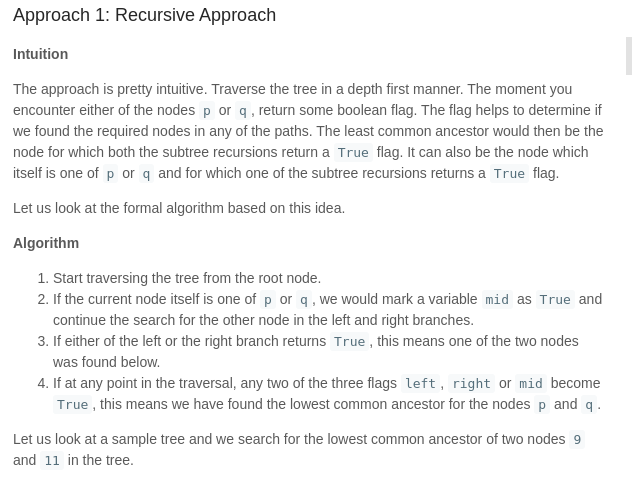 Approach 1: Recursive Approach
Intuition
The approach is pretty intuitive. Traverse the tree in a depth first manner. The moment you
encounter either of the nodes p or q, return some boolean flag. The flag helps to determine if
we found the required nodes in any of the paths. The least common ancestor would then be the
node for which both the subtree recursions return a True flag. It can also be the node which
itself is one of p or q and for which one of the subtree recursions returns a True flag.
Let us look at the formal algorithm based on this idea.
Algorithm
1. Start traversing the tree from the root node.
2. If the current node itself is one of p or q, we would mark a variable mid as True and
continue the search for the other node in the left and right branches.
3. If either of the left or the right branch returns True, this means one of the two nodes
was found below.
4. If at any point in the traversal, any two of the three flags left, right or mid become
True, this means we have found the lowest common ancestor for the nodes p and q.
Let us look at a sample tree and we search for the lowest common ancestor of two nodes 9
and 11 in the tree.